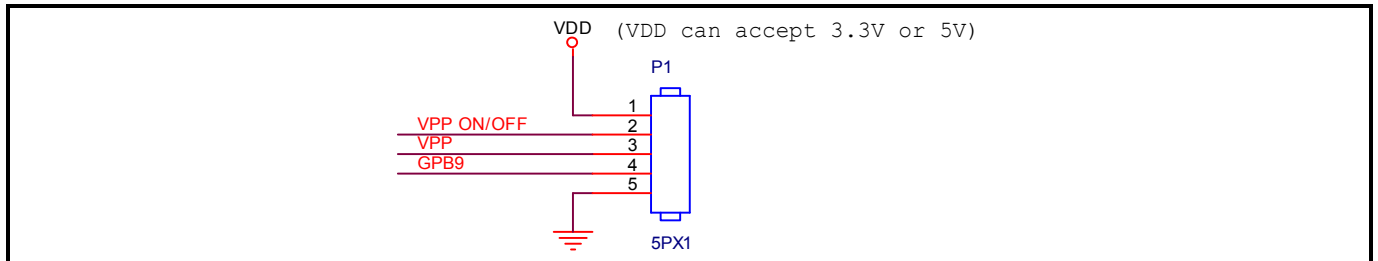 VDD (VDD can accept 3.3V or 5V)
P1
1
VPP ON/OFF 2
VPP 3
GPB9 4
5
5PX1